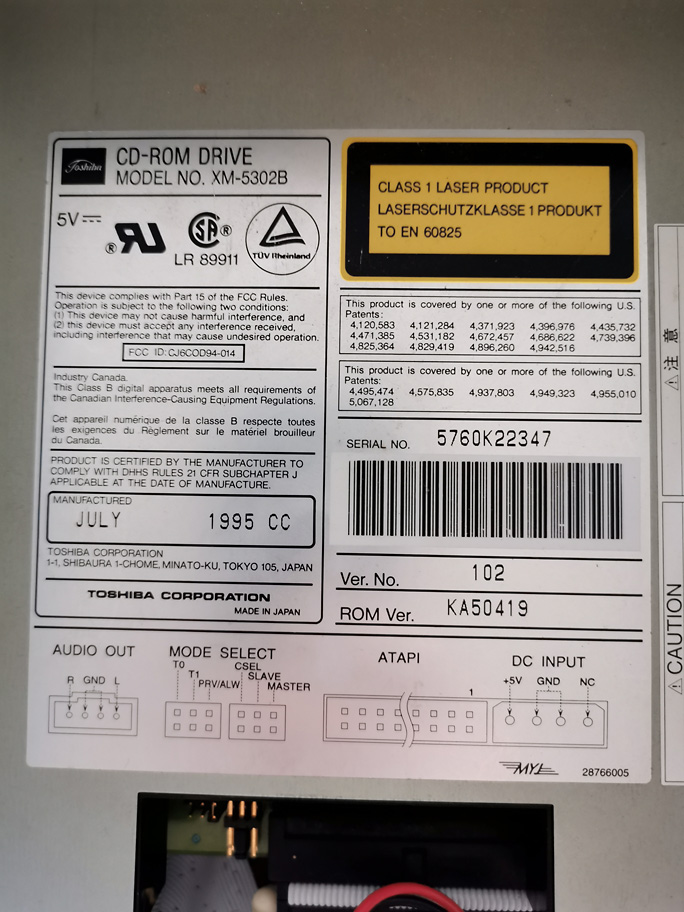 Toshiba
CD-ROM DRIVE
MODEL NO. XM-5302B
5V
® RU
SA ®
LR 89911
TÜV Rheinland
This device complies with Part 15 of the FCC Rules.
Operation is subject to the following two conditions:
(1) This device may not cause harmful interference, and
(2) this device must accept any interference received,
including interference that may cause undesired operation.
FCC ID: CJ6COD94-014
Industry Canada.
This Class B digital apparatus meets all requirements of
the Canadian Interference-Causing Equipment Regulations.
Cet appareil numérique de la classe B respecte toutes
les exigences du Règlement sur le matériel brouilleur
du Canada.
PRODUCT IS CERTIFIED BY THE MANUFACTURER TO
COMPLY WITH DHHS RULES 21 CFR SUBCHAPTER J
APPLICABLE AT THE DATE OF MANUFACTURE.
MANUFACTURED
JULY 1995 CC
TOSHIBA CORPORATION
1-1, SHIBAURA 1-CHOME, MINATO-KU, TOKYO 105, JAPAN
TOSHIBA CORPORATION
MADE IN JAPAN
CLASS 1 LASER PRODUCT
LASERSCHUTZKLASSE 1 PRODUKT
TO EN 60825
This product is covered by one or more of the following U.S.
Patents:
4,120,583 4,121,284 4,371,923 4,396,976 4,435,732
4,471,385 4,531,182 4,672,457 4,686,622 4,739,396
4,825,364 4,829,419 4,896,260 4,942,516
This product is covered by one or more of the following U.S.
Patents:
4,495,474 4,575,835 4,937,803 4,949,323 4,955,010
5,067,128
SERIAL NO. 5760K22347
Ver. No. 102
ROM Ver. KA50419
AUDIO OUT
R GND L
MODE SELECT
T0
T1
PRV/ALW
CSEL
SLAVE
MASTER
ATAPI
1
DC INPUT
+5V GND NC
MYL
28766005
⚠注意
⚠CAUTION